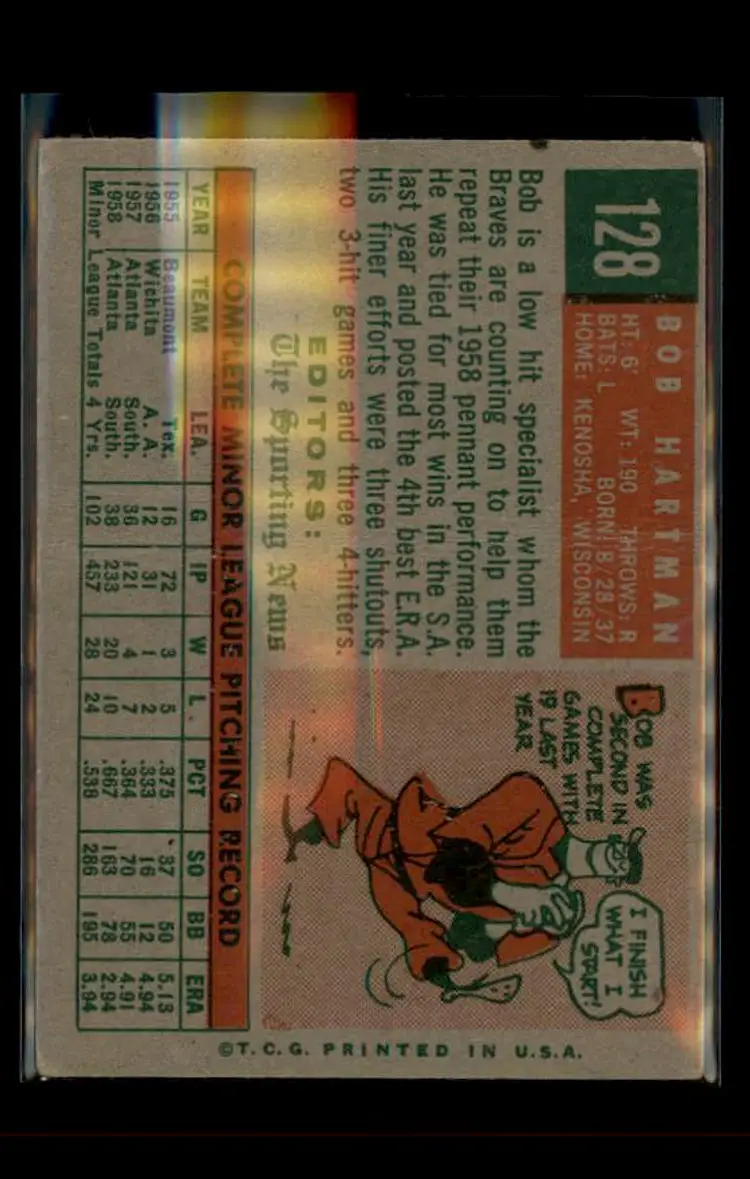 128
BOB HARTMAN
HT: 6' WT: 190 THROWS: R
BATS: L BORN: 8/28/37
HOME: KENOSHA, WISCONSIN
Bob is a low hit specialist whom the
Braves are counting on to help them
repeat their 1958 pennant performance.
He was tied for most wins in the S.A.
last year and posted the 4th best E.R.A.
His finer efforts were three shutouts,
two 3-hit games and three 4-hitters.
EDITORS:
The Sporting News
BOB WAS
SECOND IN
COMPLETE
GAMES WITH
19 LAST
YEAR
I FINISH
WHAT I
START!
COMPLETE MINOR LEAGUE PITCHING RECORD
YEAR TEAM LEA. G IP W L PCT SO BB ERA
1955 Beaumont Tex. 16 72 3 5 .375 37 50 5.13
1956 Wichita A. A. 12 31 1 2 .333 16 12 4.94
1957 Atlanta South. 36 121 4 7 .364 70 55 4.91
1958 Atlanta South. 38 233 20 10 .667 163 78 2.94
Minor League Totals 4 Yrs. 102 457 28 24 .538 286 195 3.94
©T.C.G. PRINTED IN U.S.A.